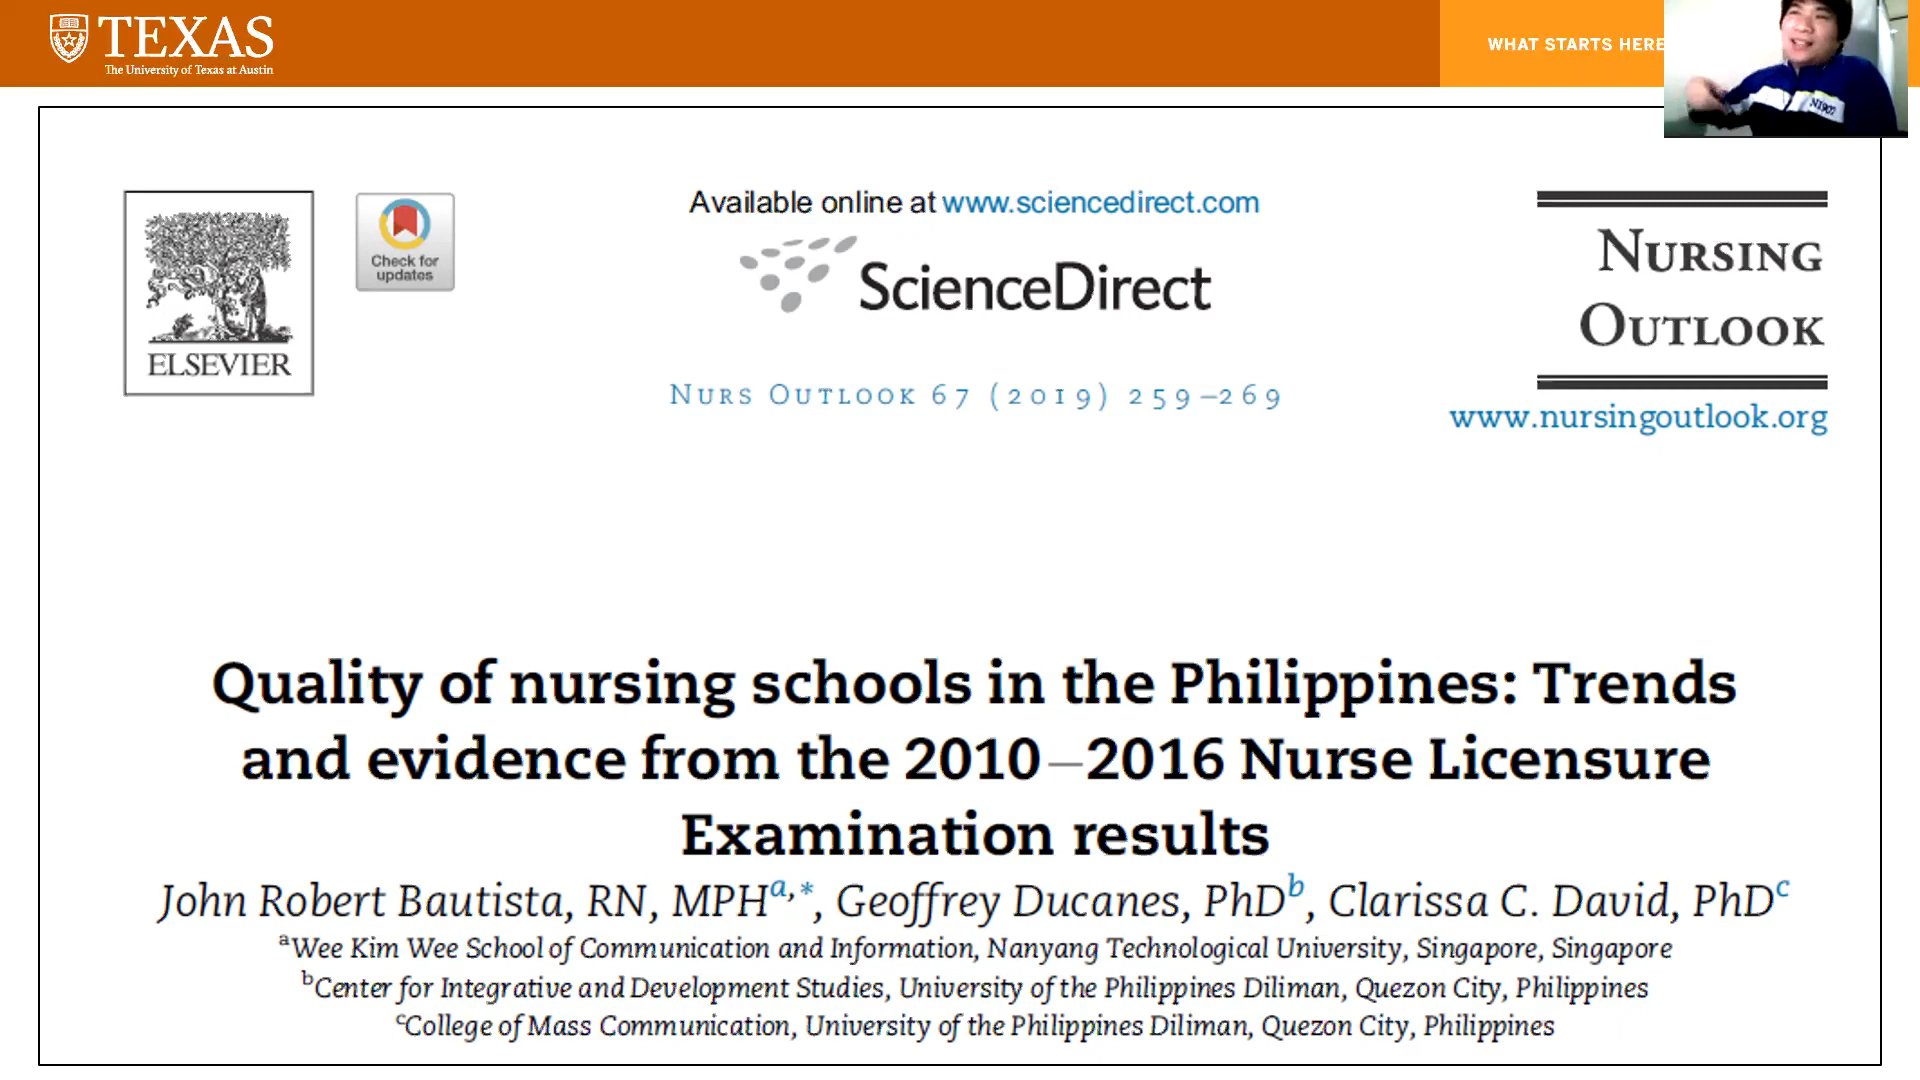 TEXAS
The University of Texas at Austin
WHAT STARTS HERE
Available online at www.sciencedirect.com
ScienceDirect
Check for
updates
ELSEVIER
NURSING
OUTLOOK
NURS OUTLOOK 67 (2019) 259–269
www.nursingoutlook.org
Quality of nursing schools in the Philippines: Trends
and evidence from the 2010–2016 Nurse Licensure
Examination results
John Robert Bautista, RN, MPHa,*, Geoffrey Ducanes, PhDb, Clarissa C. David, PhDc
aWee Kim Wee School of Communication and Information, Nanyang Technological University, Singapore, Singapore
bCenter for Integrative and Development Studies, University of the Philippines Diliman, Quezon City, Philippines
cCollege of Mass Communication, University of the Philippines Diliman, Quezon City, Philippines